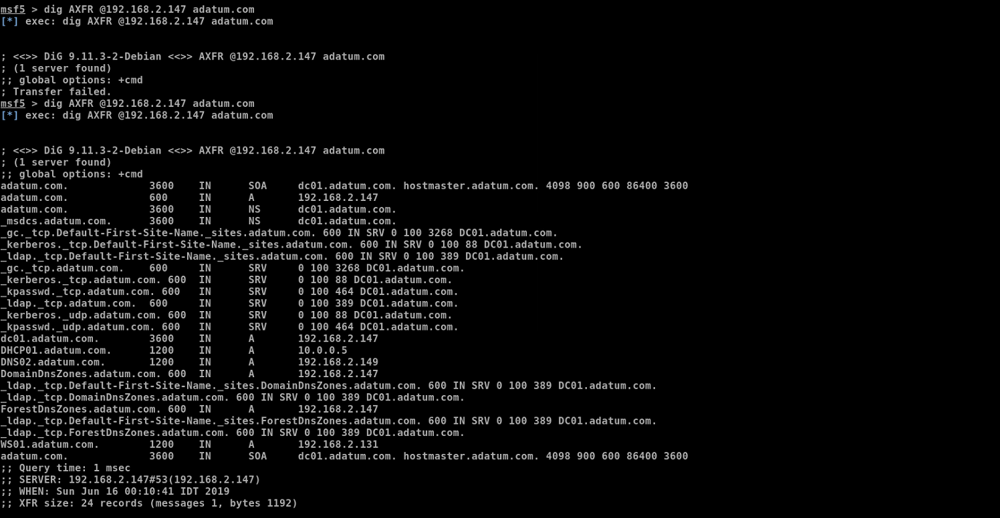 msf5 > dig AXFR @192.168.2.147 adatum.com
[*] exec: dig AXFR @192.168.2.147 adatum.com
; <<>> DiG 9.11.3-2-Debian <<>> AXFR @192.168.2.147 adatum.com
; (1 server found)
;; global options: +cmd
; Transfer failed.
msf5 > dig AXFR @192.168.2.147 adatum.com
[*] exec: dig AXFR @192.168.2.147 adatum.com
; <<>> DiG 9.11.3-2-Debian <<>> AXFR @192.168.2.147 adatum.com
; (1 server found)
;; global options: +cmd
adatum.com.             3600    IN      SOA     dc01.adatum.com. hostmaster.adatum.com. 4098 900 600 86400 3600
adatum.com.             600     IN      A       192.168.2.147
adatum.com.             3600    IN      NS      dc01.adatum.com.
_msdcs.adatum.com.      3600    IN      NS      dc01.adatum.com.
_gc._tcp.Default-First-Site-Name._sites.adatum.com. 600 IN SRV 0 100 3268 DC01.adatum.com.
_kerberos._tcp.Default-First-Site-Name._sites.adatum.com. 600 IN SRV 0 100 88 DC01.adatum.com.
_ldap._tcp.Default-First-Site-Name._sites.adatum.com. 600 IN SRV 0 100 389 DC01.adatum.com.
_gc._tcp.adatum.com.    600     IN      SRV     0 100 3268 DC01.adatum.com.
_kerberos._tcp.adatum.com. 600  IN      SRV     0 100 88 DC01.adatum.com.
_kpasswd._tcp.adatum.com. 600   IN      SRV     0 100 464 DC01.adatum.com.
_ldap._tcp.adatum.com.  600     IN      SRV     0 100 389 DC01.adatum.com.
_kerberos._udp.adatum.com. 600  IN      SRV     0 100 88 DC01.adatum.com.
_kpasswd._udp.adatum.com. 600   IN      SRV     0 100 464 DC01.adatum.com.
dc01.adatum.com.        3600    IN      A       192.168.2.147
DHCP01.adatum.com.      1200    IN      A       10.0.0.5
DNS02.adatum.com.       1200    IN      A       192.168.2.149
DomainDnsZones.adatum.com. 600  IN      A       192.168.2.147
_ldap._tcp.Default-First-Site-Name._sites.DomainDnsZones.adatum.com. 600 IN SRV 0 100 389 DC01.adatum.com.
_ldap._tcp.DomainDnsZones.adatum.com. 600 IN SRV 0 100 389 DC01.adatum.com.
ForestDnsZones.adatum.com. 600  IN      A       192.168.2.147
_ldap._tcp.Default-First-Site-Name._sites.ForestDnsZones.adatum.com. 600 IN SRV 0 100 389 DC01.adatum.com.
_ldap._tcp.ForestDnsZones.adatum.com. 600 IN SRV 0 100 389 DC01.adatum.com.
WS01.adatum.com.        1200    IN      A       192.168.2.131
adatum.com.             3600    IN      SOA     dc01.adatum.com. hostmaster.adatum.com. 4098 900 600 86400 3600
;; Query time: 1 msec
;; SERVER: 192.168.2.147#53(192.168.2.147)
;; WHEN: Sun Jun 16 00:10:41 IDT 2019
;; XFR size: 24 records (messages 1, bytes 1192)